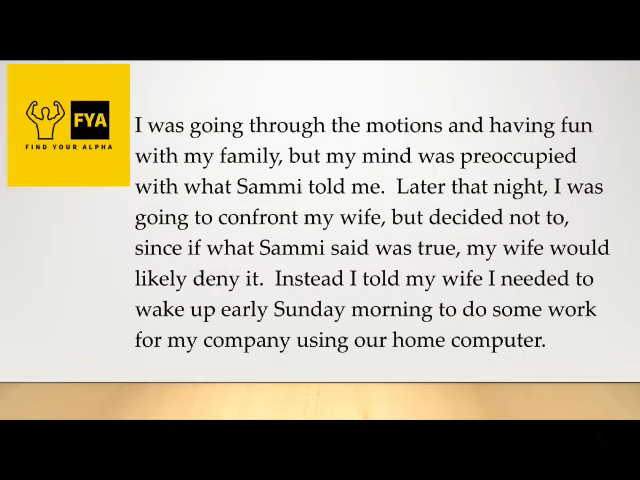 FYA
FIND YOUR ALPHA
I was going through the motions and having fun
with my family, but my mind was preoccupied
with what Sammi told me.  Later that night, I was
going to confront my wife, but decided not to,
since if what Sammi said was true, my wife would
likely deny it.  Instead I told my wife I needed to
wake up early Sunday morning to do some work
for my company using our home computer.